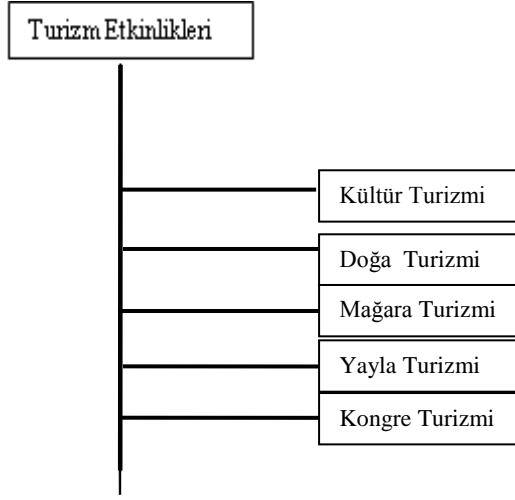 Turizm Etkinlikleri
Kültür Turizmi
Doğa Turizmi
Mağara Turizmi
Yayla Turizmi
Kongre Turizmi